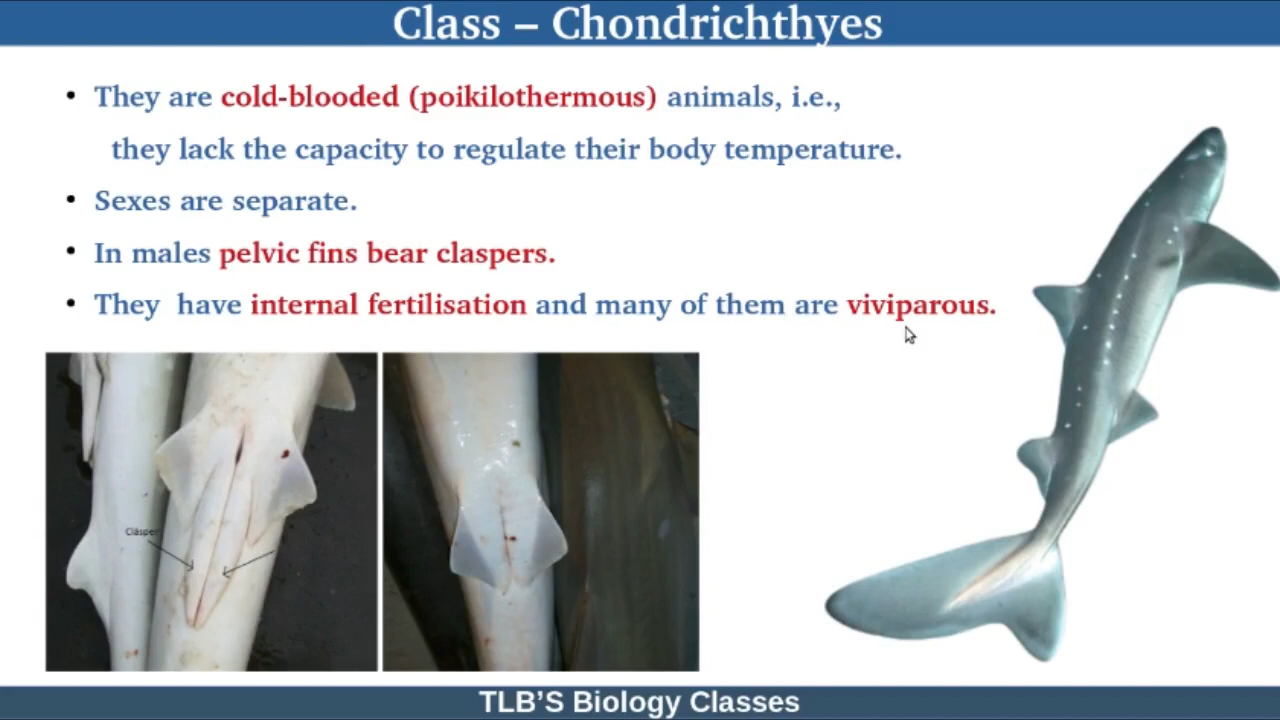 Class – Chondrichthyes
• They are cold-blooded (poikilothermous) animals, i.e.,
they lack the capacity to regulate their body temperature.
• Sexes are separate.
• In males pelvic fins bear claspers.
• They have internal fertilisation and many of them are viviparous.
Clasper
TLB'S Biology Classes